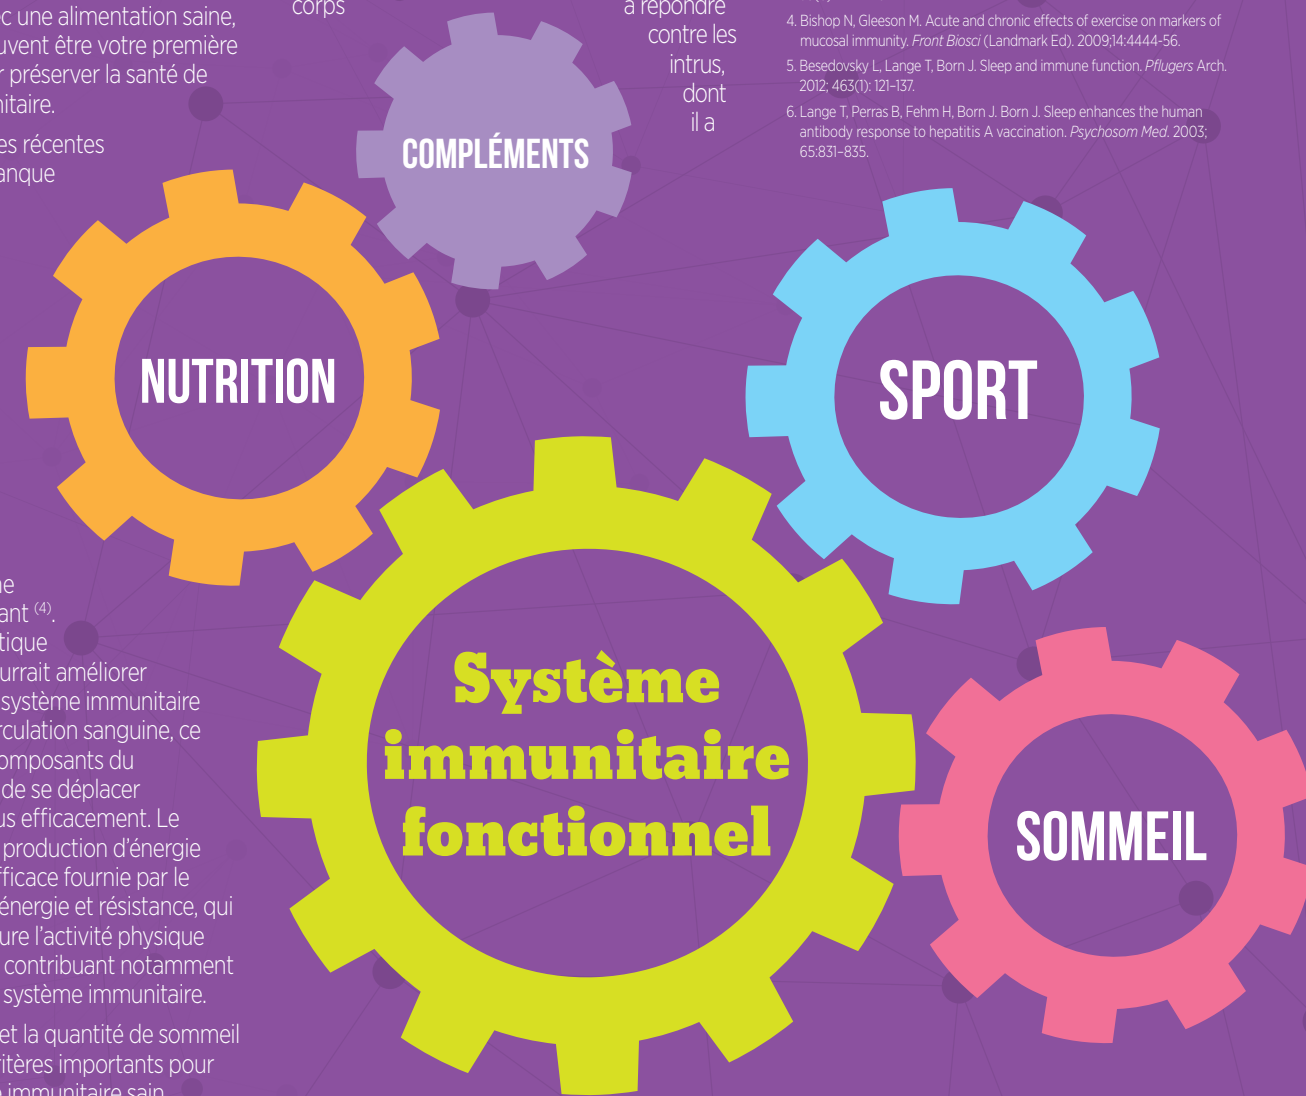 c une alimentation saine,
uvent être votre première
r préserver la santé de
nitaire.
es récentes
anque
corps
à répondre
contre les
intrus,
dont
il a
4. Bishop N, Gleeson M. Acute and chronic effects of exercise on markers of
mucosal immunity. Front Biosci (Landmark Ed). 2009;14:4444-56.
5. Besedovsky L, Lange T, Born J. Sleep and immune function. Pflugers Arch.
2012; 463(1): 121–137.
6. Lange T, Perras B, Fehm H, Born J. Born J. Sleep enhances the human
antibody response to hepatitis A vaccination. Psychosom Med. 2003;
65:831–835.
COMPLÉMENTS
NUTRITION
SPORT
Système
immunitaire
fonctionnel
SOMMEIL
ne
ant (4).
tique
urrait améliorer
système immunitaire
rculation sanguine, ce
omposants du
de se déplacer
us efficacement. Le
production d'énergie
fficace fournie par le
énergie et résistance, qui
ure l'activité physique
contribuant notamment
système immunitaire.
et la quantité de sommeil
ritères importants pour
e immunitaire sain